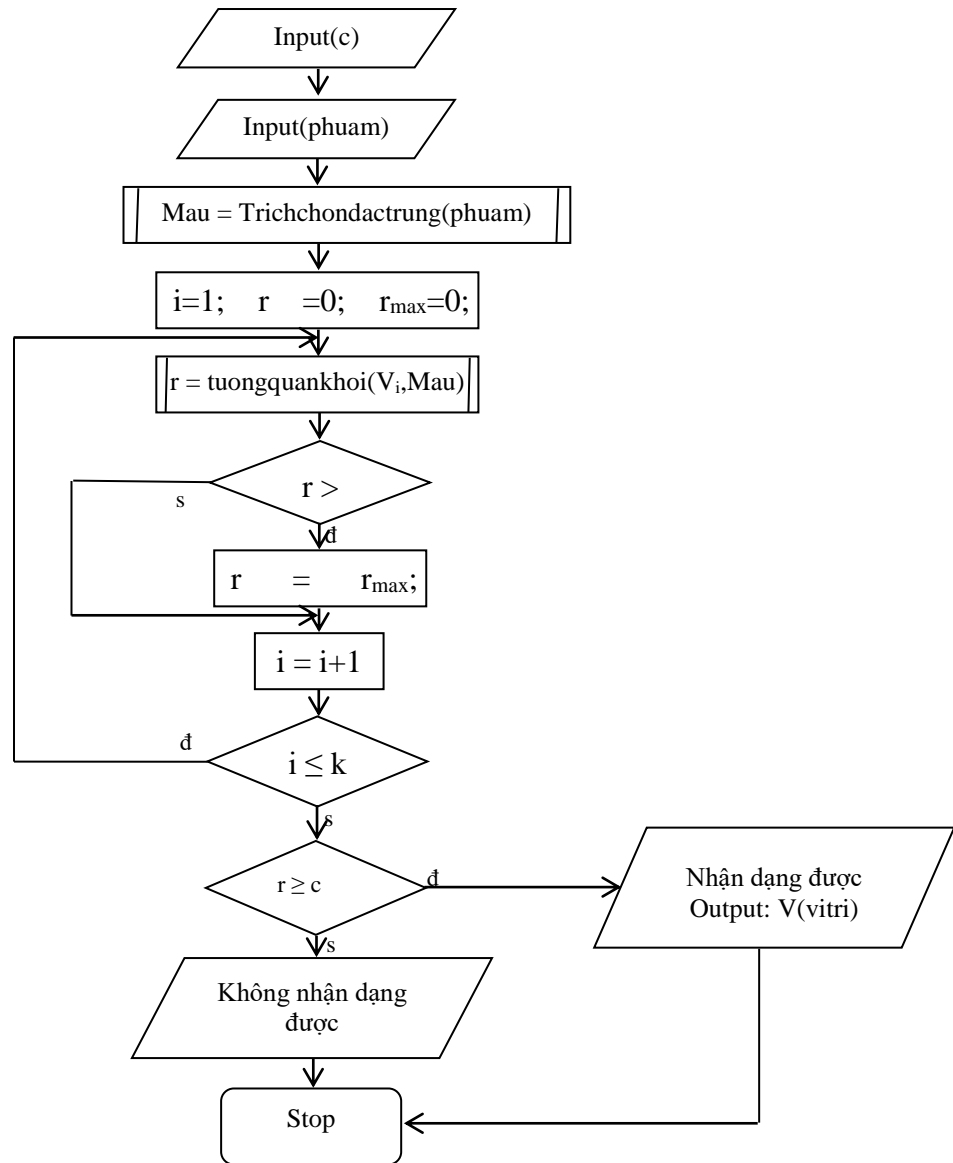 Input(c)
Input(phuam)
Mau = Trichchondactrung(phuam)
i=1; r =0; rmax=0;
r = tuongquankhoi(Vi,Mau)
r >
s
đ
r = rmax;
i = i+1
đ
i ≤ k
s
r ≥ c
đ
Nhận dạng được
Output: V(vitri)
s
Không nhận dạng
được
Stop